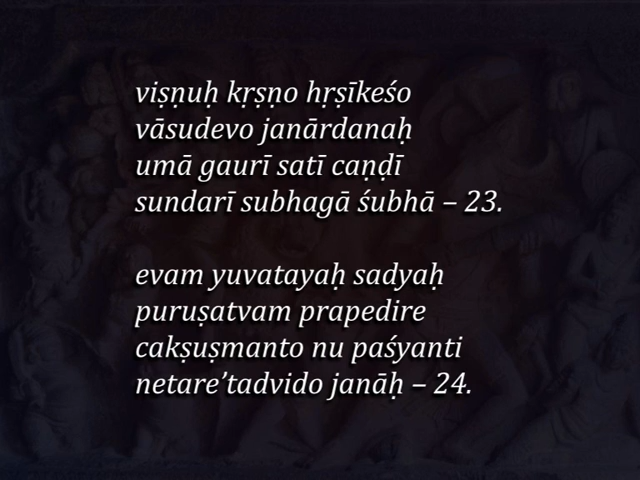 viṣṇuḥ kṛṣṇo hṛṣīkeśo
vāsudevo janārdanaḥ
umā gaurī satī caṇḍī
sundarī subhagā śubhā – 23.
evam yuvatayaḥ sadyaḥ
puruṣatvam prapedire
cakṣuṣmanto nu paśyanti
netare’tadvido janāḥ – 24.